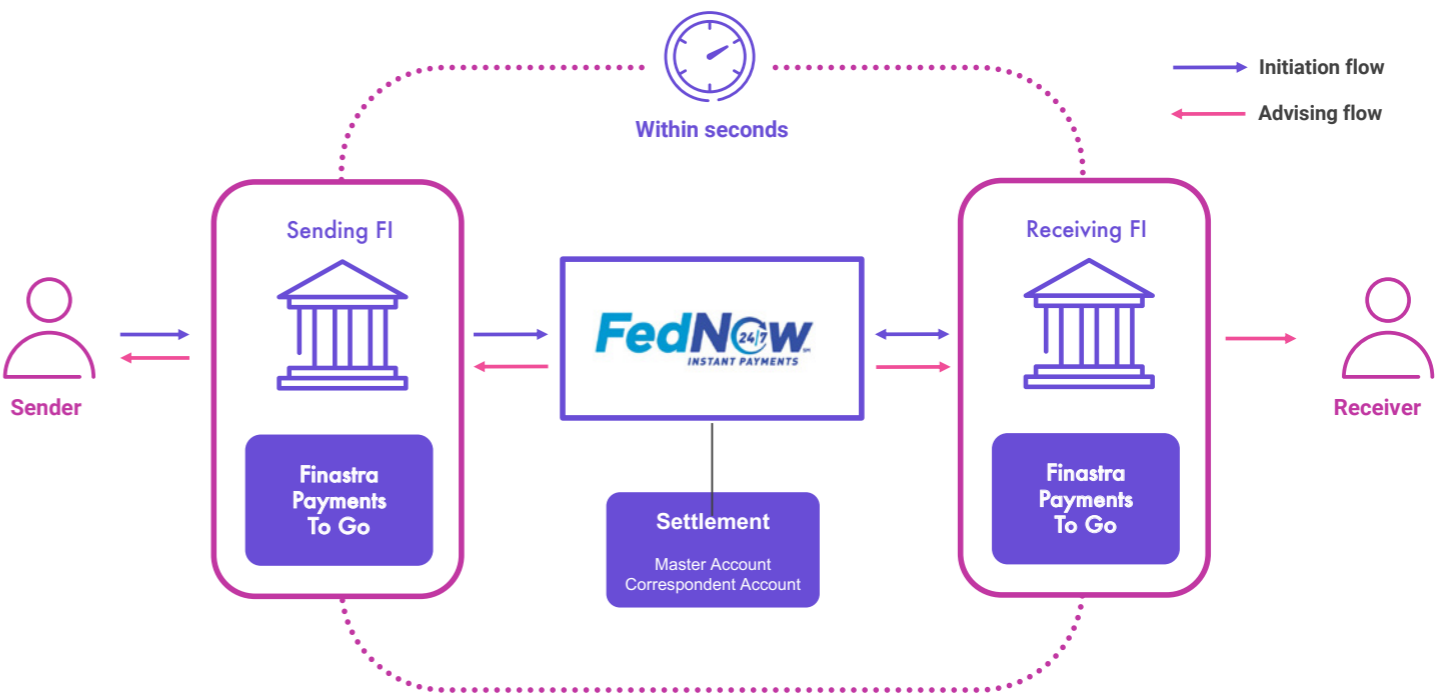 Within seconds
Initiation flow
Advising flow
Sending FI
Receiving FI
FedNow
24/7
SM
INSTANT PAYMENTS
Sender
Receiver
Finastra
Payments
To Go
Settlement
Master Account
Correspondent Account
Finastra
Payments
To Go